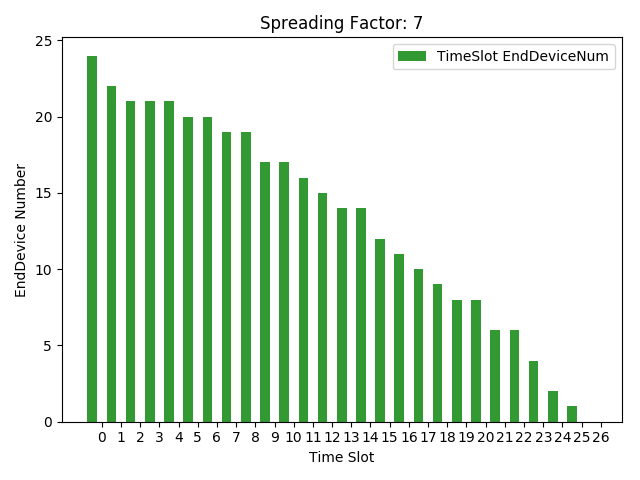 Spreading Factor: 7
TimeSlot EndDeviceNum
25
20
15
10
5
0
EndDevice Number
0 1 2 3 4 5 6 7 8 9 10 11 12 13 14 15 16 17 18 19 20 21 22 23 24 25 26
Time Slot